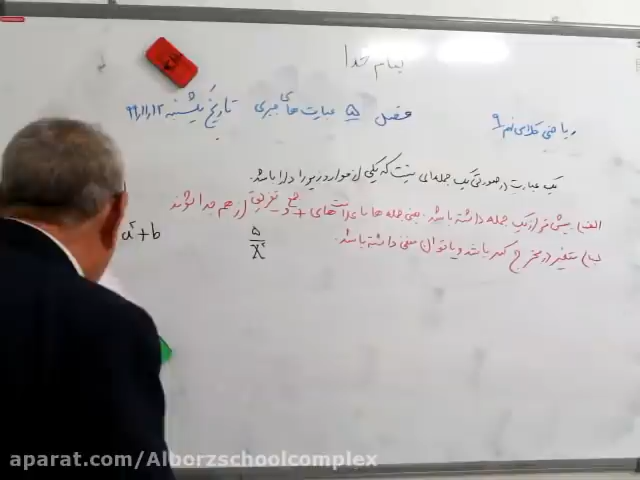 بنام خدا
ریاضی کلاس نهم ۹
فصل ۵ عبارت های جبری تاریخ یکشنبه ۹۹,۱۱,۱۲
یک عبارت در صورتی یک جمله‌ای نیست که یکی از موارد زیر را دارا باشد.
الف) بیش تر از یک جمله داشته باشد. یعنی جمله ها با علامت های + و - از هم جدا شوند
ب) متغیر در مخرج کسر باشد و یا توان منفی داشته باشد.
a²+b
۵/x²
aparat.com/Alborzschoolcomplex